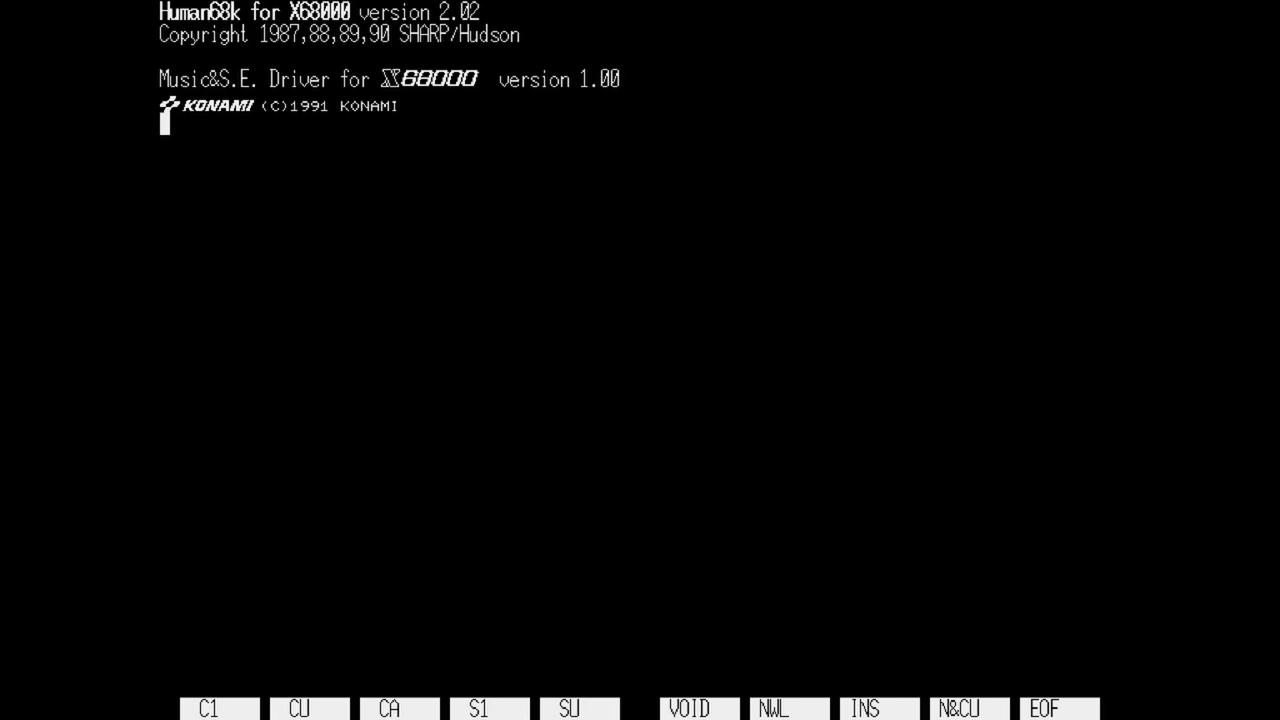 Human68k for X68000 version 2.02
Copyright 1987,88,89,90 SHARP/Hudson
Music&S.E. Driver for X68000 version 1.00
KONAMI (C)1991 KONAMI
C1 CU CA S1 SU VOID NWL INS N&CU EOF